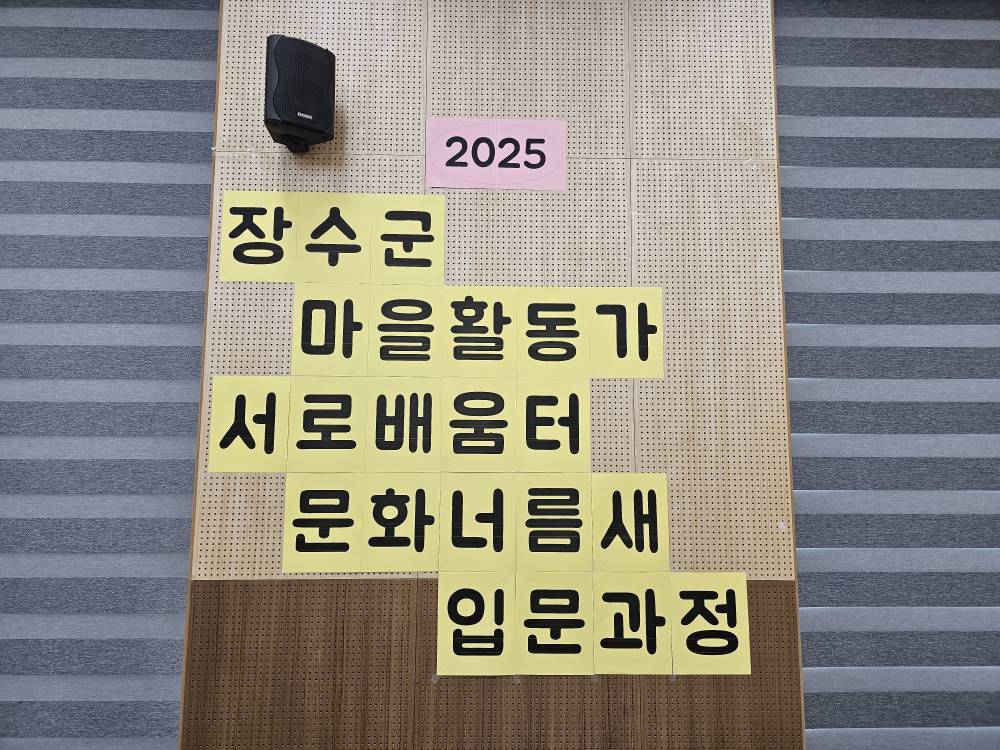 2025
장수군
마을활동가
서로배움터
문화너름새
입문과정